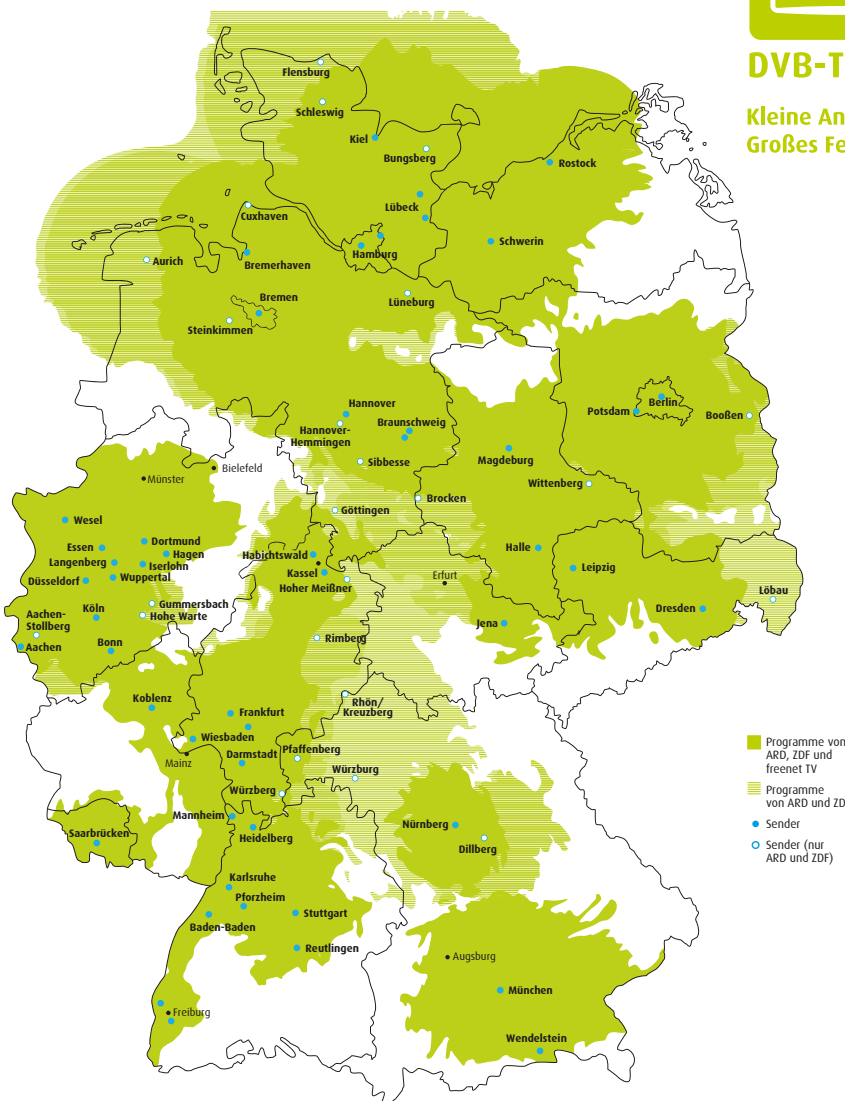 DVB-T
Kleine An
Großes Fe
Flensburg
Schleswig
Kiel
Bungsberg
Rostock
Lübeck
Cuxhaven
Schwerin
Hamburg
Aurich
Bremerhaven
Bremen
Lüneburg
Steinkimmen
Hannover
Potsdam
Berlin
Booßen
Hannover-
Hemmingen
Braunschweig
Sibbesse
Magdeburg
Bielefeld
Münster
Wittenberg
Brocken
Göttingen
Wesel
Dortmund
Essen
Hagen
Habichtswald
Halle
Langenberg
Iserlohn
Leipzig
Düsseldorf
Wuppertal
Kassel
Erfurt
Hoher Meißner
Löbau
Köln
Gummersbach
Hohe Warte
Dresden
Aachen-
Stollberg
Jena
Rimberg
Aachen
Bonn
Koblenz
Rhön/
Kreuzberg
Frankfurt
Wiesbaden
Darmstadt
Pfaffenberg
Mainz
Würzburg
Würzberg
Mannheim
Nürnberg
Saarbrücken
Heidelberg
Dillberg
Karlsruhe
Pforzheim
Baden-Baden
Stuttgart
Reutlingen
Augsburg
München
Freiburg
Wendelstein
Programme von
ARD, ZDF und
freenet TV
Programme
von ARD und ZD
Sender
Sender (nur
ARD und ZDF)